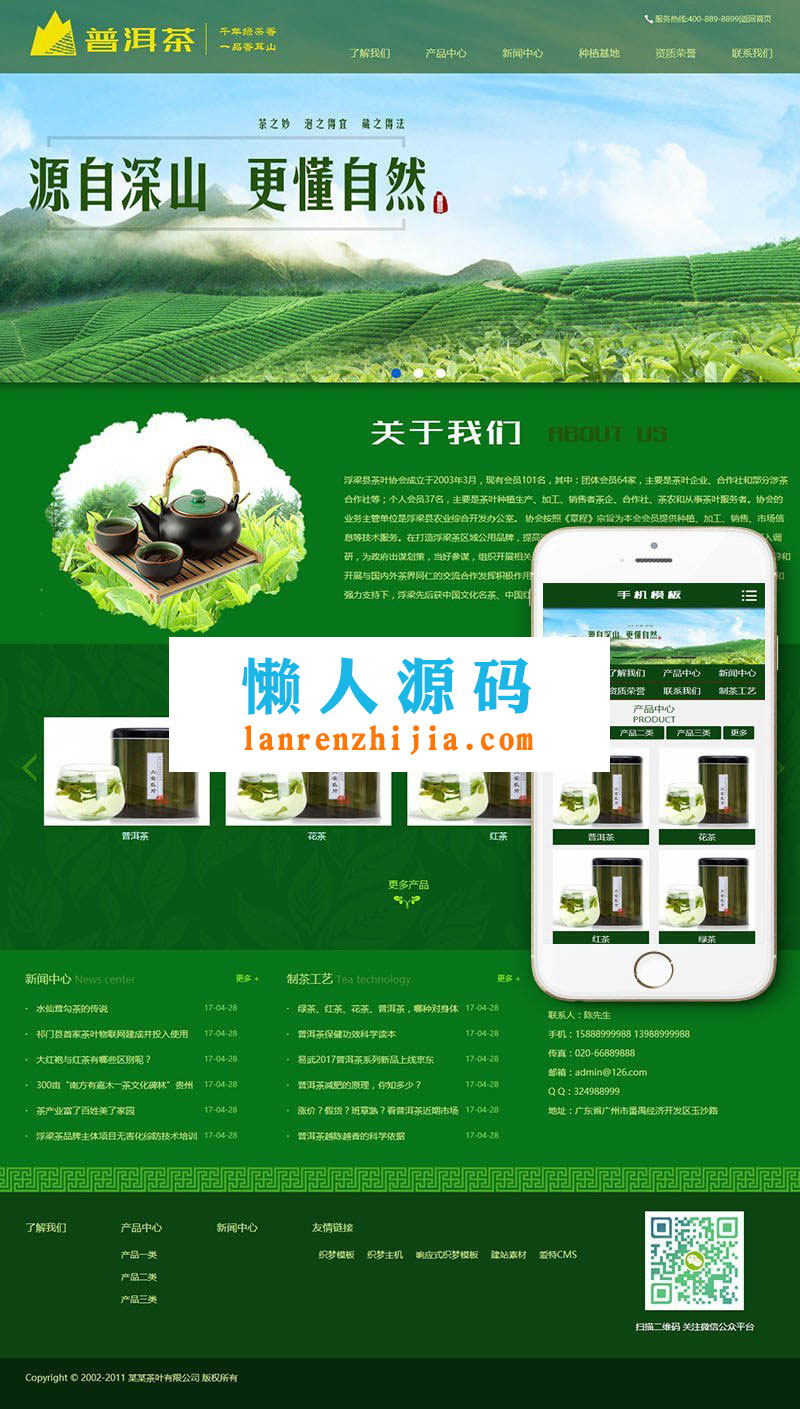 服务热线:400-889-8899|返回首页
普洱茶
千年绿茶香
一品香茸山
了解我们 产品中心 新闻中心 种植基地 资质荣誉 联系我们
茶之妙 泡之得宜 藏之得法
源自深山 更懂自然
关于我们 ABOUT US
浮梁县茶叶协会成立于2003年3月，现有会员101名，其中：团体会员64家，主要是茶叶企业、合作社和部分涉茶
合作社等；个人会员37名，主要是茶叶种植生产、加工、销售者茶企、合作社、茶农和从事茶叶服务者。协会的
业务主管单位是浮梁县农业综合开发办公室。 协会按照《章程》宗旨为本会会员提供种植、加工、销售、市场信
息等技术服务。在打造浮梁茶区域公用品牌，提高
入调
研，为政府出谋划策，当好参谋，组织开展相关
和
开展与国内外茶界同仁的交流合作发挥积极作用
强力支持下，浮梁先后获中国文化名茶、中国红
手机模板
源自深山 更懂自然
了解我们 产品中心 新闻中心
资质荣誉 联系我们 制茶工艺
产品中心
PRODUCT
产品二类 产品三类 更多
普洱茶 花茶
红茶 绿茶
懒人源码
lanrenzhijia.com
普洱茶 花茶 红茶
更多产品
新闻中心 News center 更多 +
· 水仙茸勾茶的传说 17-04-28
· 祁门县首家茶叶物联网建成并投入使用 17-04-28
· 大红袍与红茶有哪些区别呢？ 17-04-28
· 300亩“南方有嘉木一茶文化碑林”贵州 17-04-28
· 茶产业富了百姓美了家园 17-04-28
· 浮梁茶品牌主体项目无害化综防技术培训 17-04-28
制茶工艺 Tea technology 更多 +
· 绿茶、红茶、花茶、普洱茶，哪种对身体 17-04-28
· 普洱茶保健功效科学读本 17-04-28
· 易武2017普洱茶系列新品上线京东 17-04-28
· 普洱茶减肥的原理，你知多少？ 17-04-28
· 涨价？假货？班章熟？看普洱茶近期市场 17-04-28
· 普洱茶越陈越香的科学依据 17-04-28
联系人：陈先生
手机：15888999988 13988999988
传真：020-66889888
邮箱：admin@126.com
Q Q：324988999
地址：广东省广州市番禺经济开发区玉沙路
了解我们 产品中心 新闻中心 友情链接
产品一类
产品二类
产品三类
织梦模板 织梦主机 响应式织梦模板 建站素材 爱特CMS
扫描二维码 关注微信公众平台
Copyright © 2002-2011 某某茶叶有限公司 版权所有